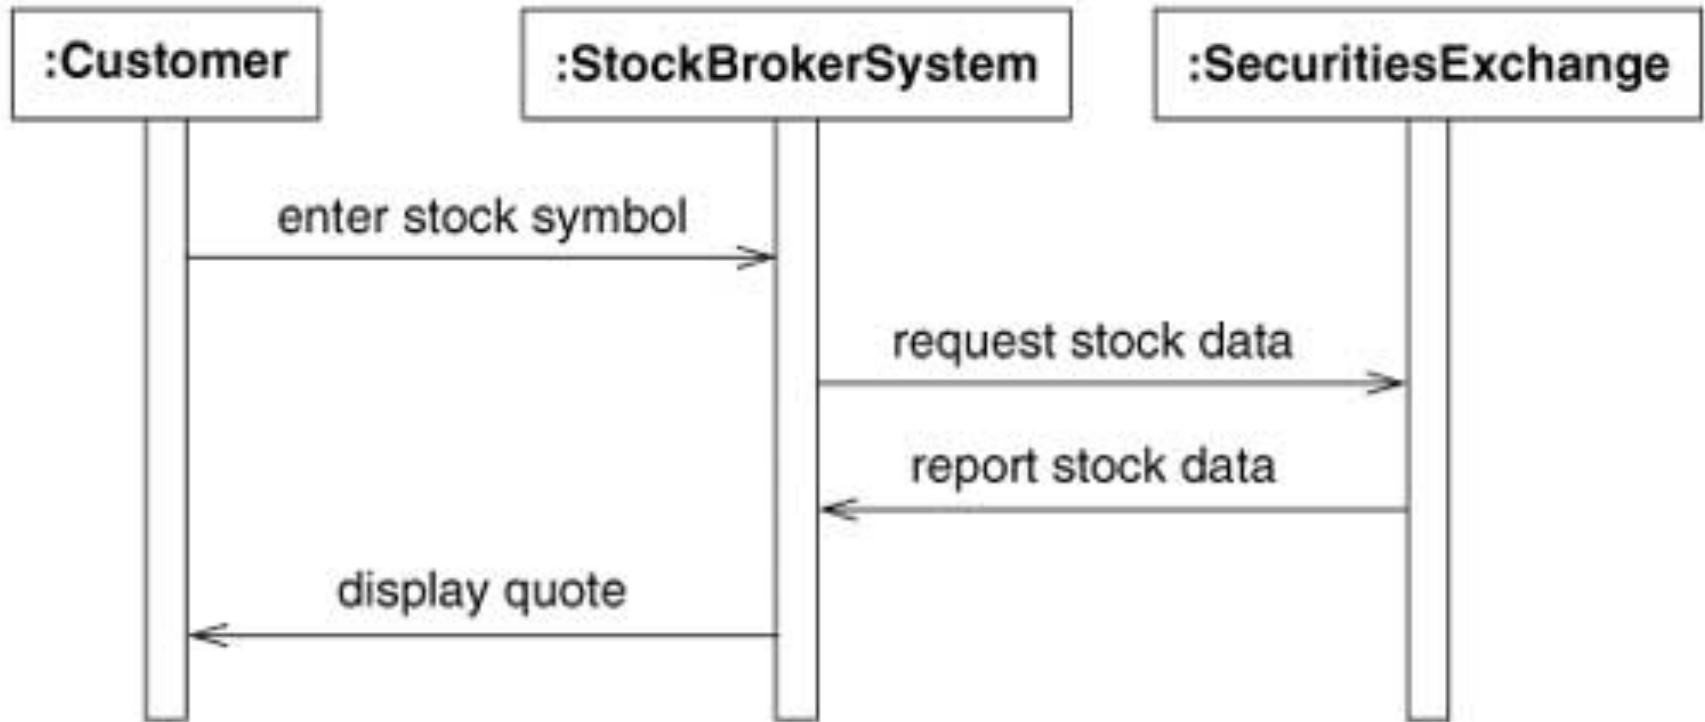 :Customer
:StockBrokerSystem
:SecuritiesExchange
enter stock symbol
request stock data
report stock data
display quote